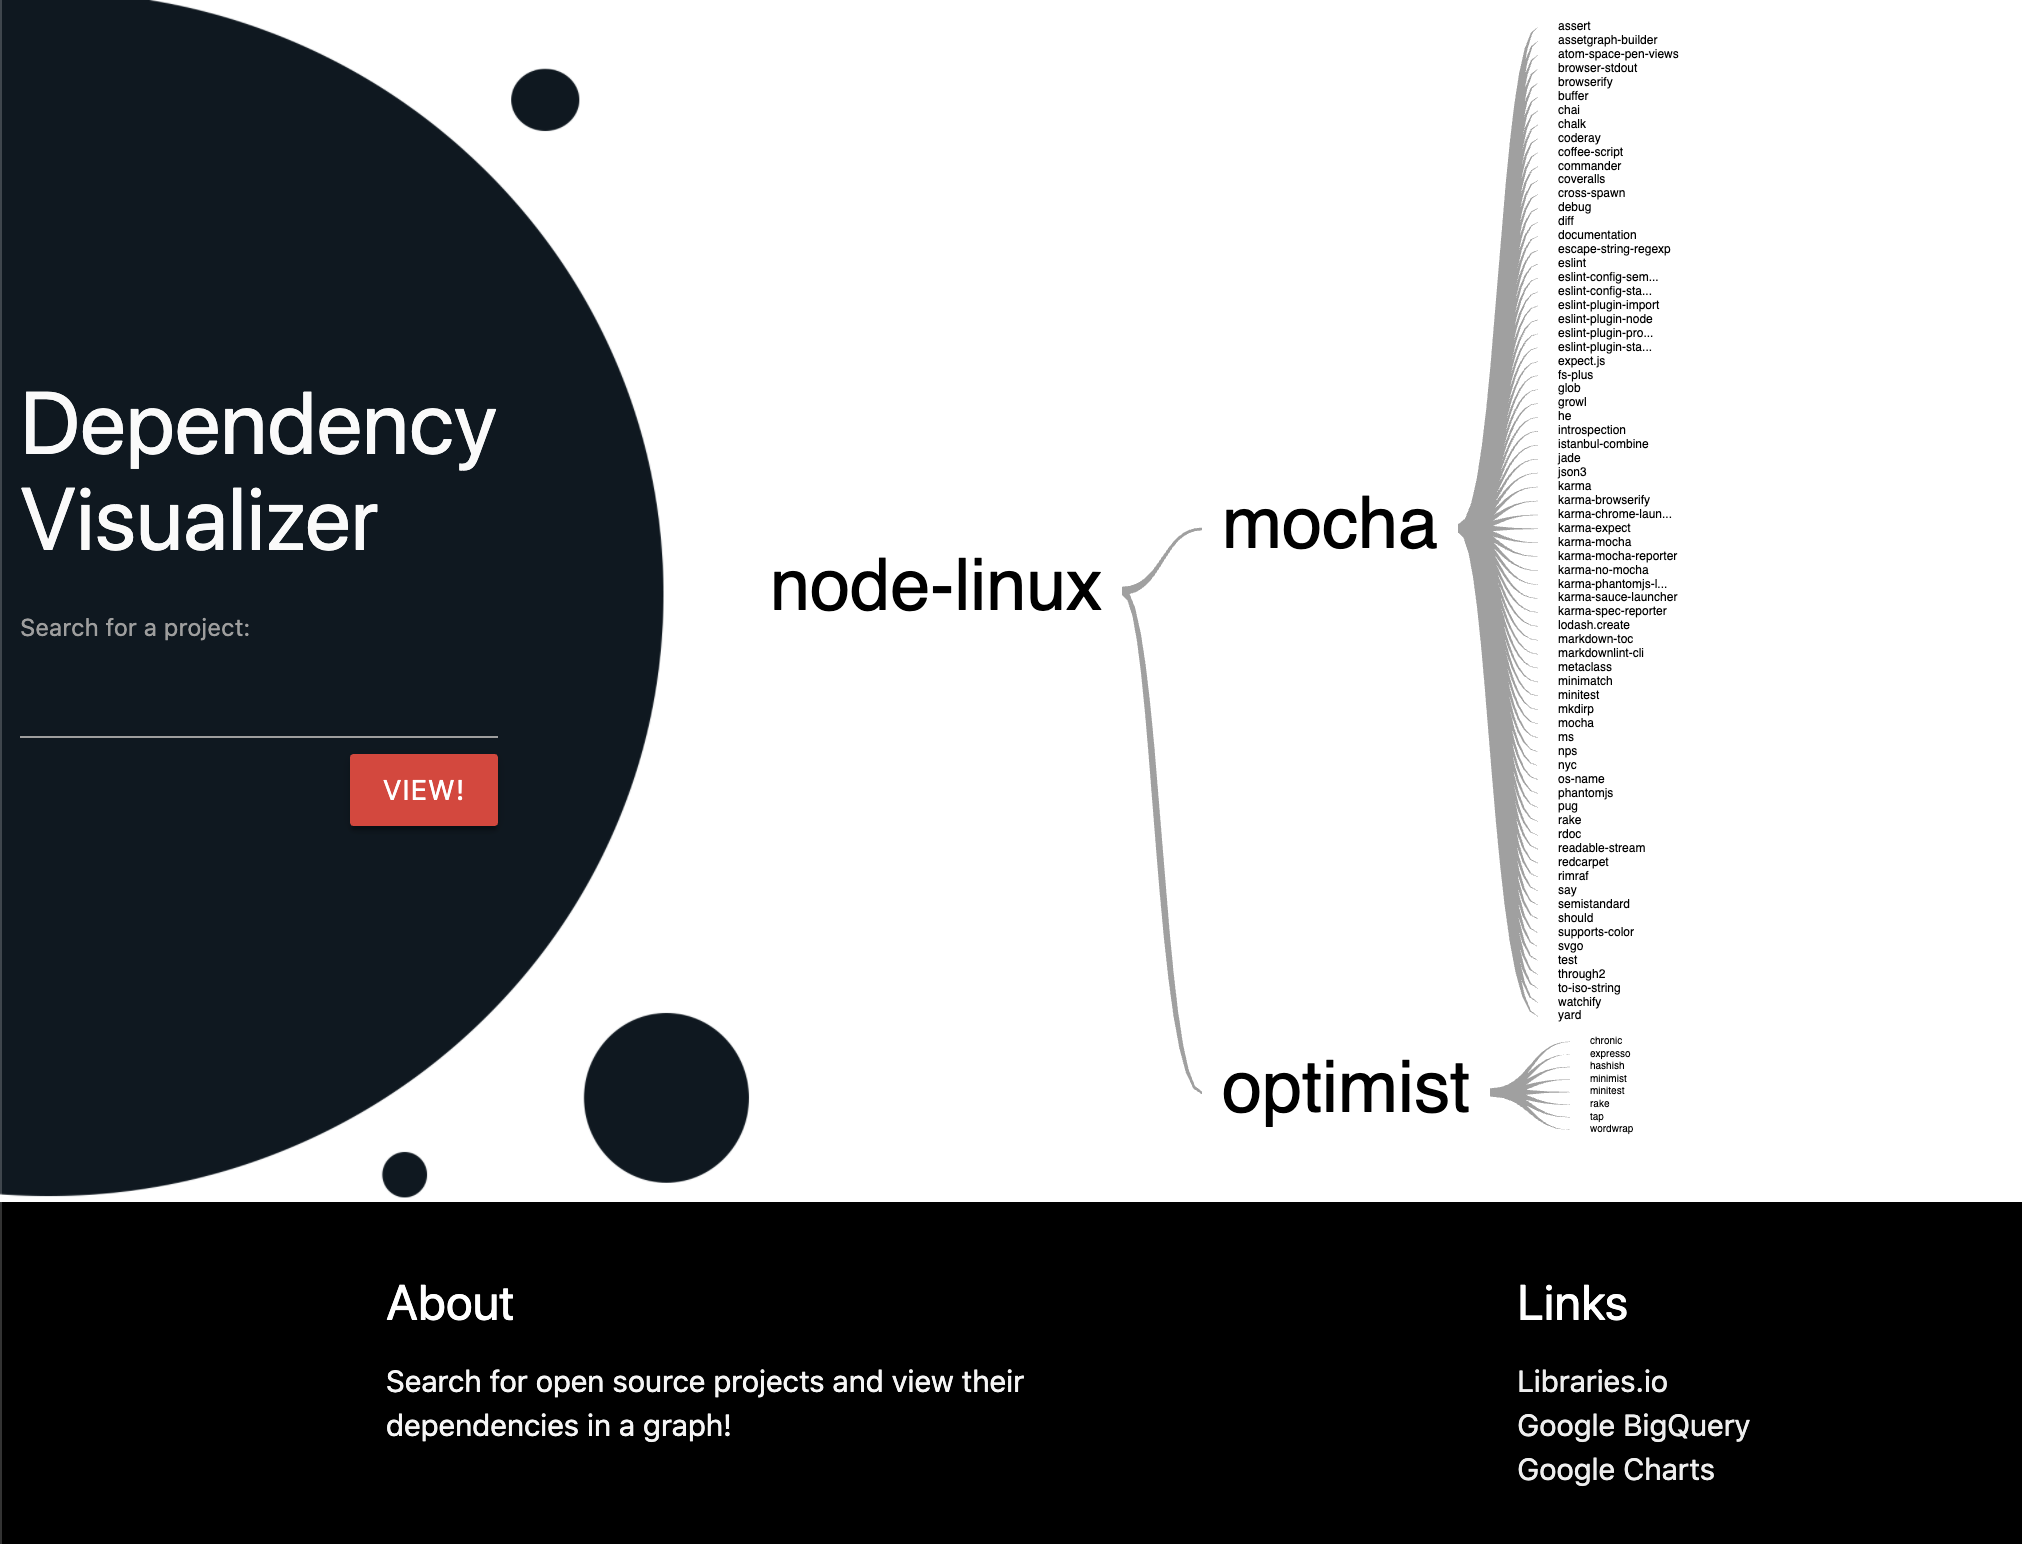 Dependency
Visualizer
Search for a project:
VIEW!
node-linux
mocha
assert
assetgraph-builder
atom-space-pen-views
browser-stdout
browserify
buffer
chai
chalk
coderay
coffee-script
commander
coveralls
cross-spawn
debug
diff
documentation
escape-string-regexp
eslint
eslint-config-sem...
eslint-config-sta...
eslint-plugin-import
eslint-plugin-node
eslint-plugin-pro...
eslint-plugin-sta...
expect.js
fs-plus
glob
growl
he
introspection
istanbul-combine
jade
json3
karma
karma-browserify
karma-chrome-laun...
karma-expect
karma-mocha
karma-mocha-reporter
karma-no-mocha
karma-phantomjs-l...
karma-sauce-launcher
karma-spec-reporter
lodash.create
markdown-toc
markdownlint-cli
metaclass
minimatch
minitest
mkdirp
mocha
ms
nps
nyc
os-name
phantomjs
pug
rake
rdoc
readable-stream
redcarpet
rimraf
say
semistandard
should
supports-color
svgo
test
through2
to-iso-string
watchify
yard
optimist
chronic
expresso
hashish
minimist
minitest
rake
tap
wordwrap
About
Search for open source projects and view their
dependencies in a graph!
Links
Libraries.io
Google BigQuery
Google Charts